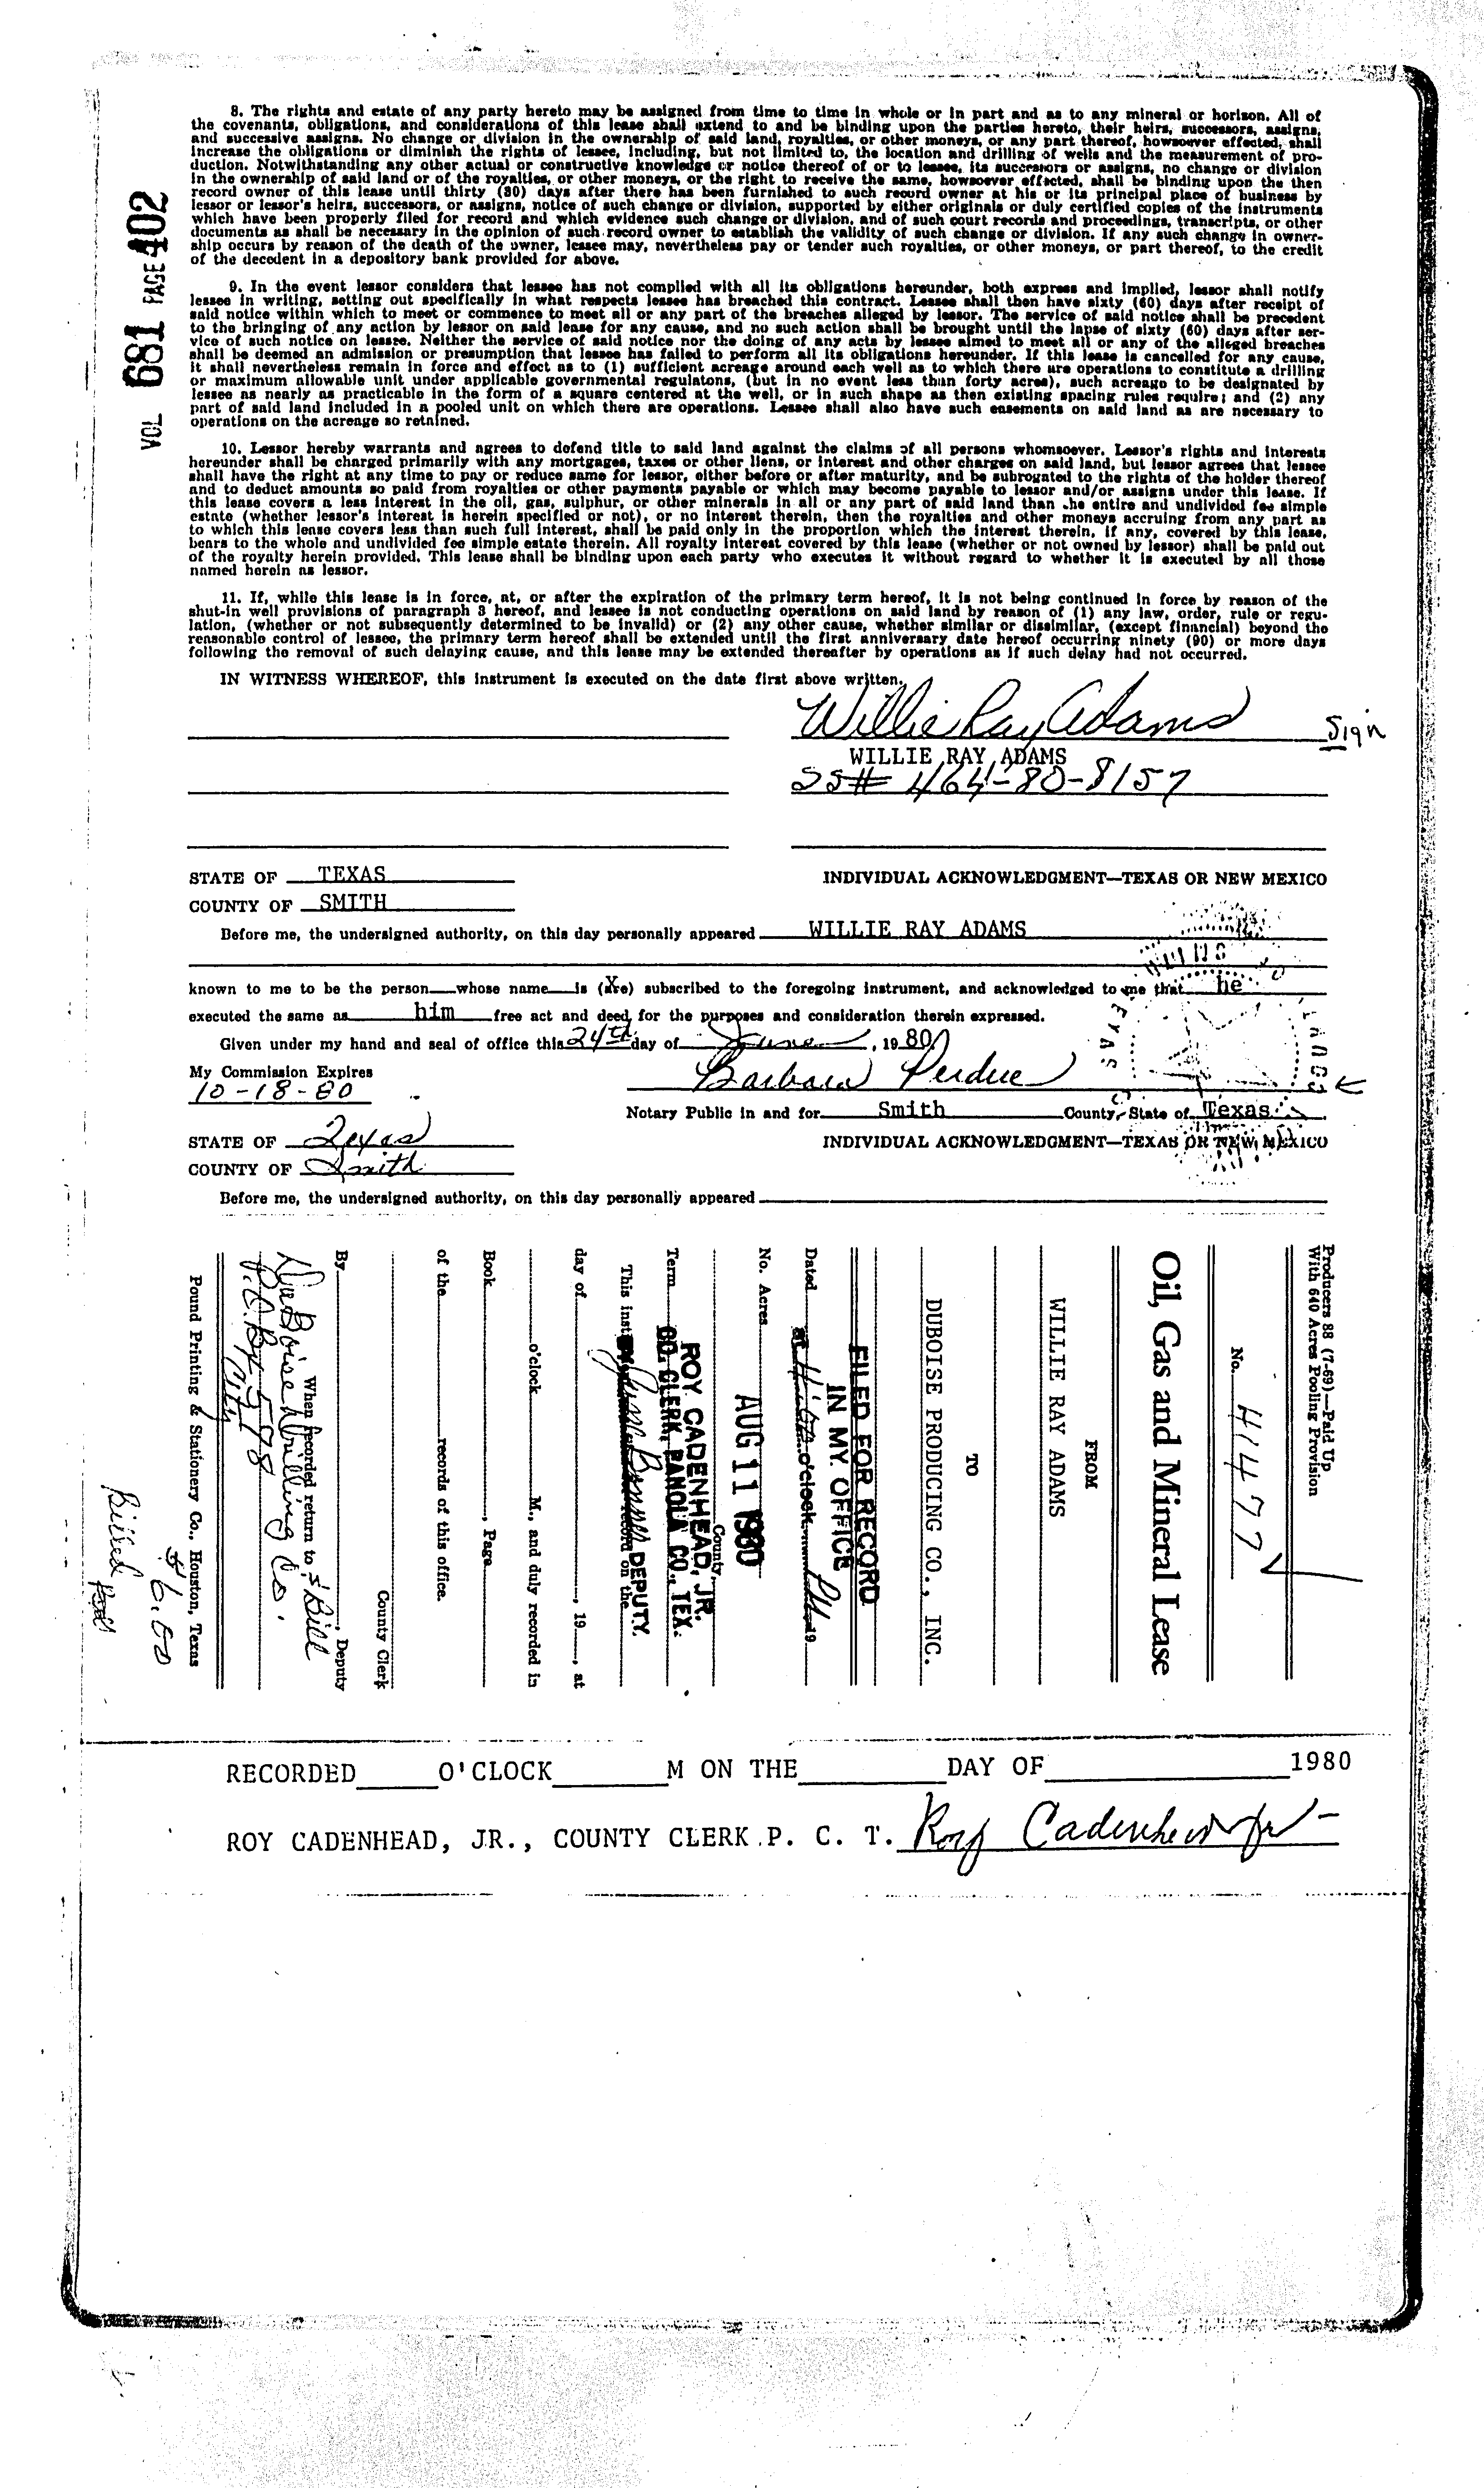 VOL 681 PAGE 402
8. The rights and estate of any party hereto may be assigned from time to time in whole or in part and as to any mineral or horizon. All of
the covenants, obligations, and considerations of this lease shall extend to and be binding upon the parties hereto, their heirs, successors, assigns,
and successive assigns. No change or division in the ownership of said land, royalties, or other moneys, or any part thereof, howsoever effected, shall
increase the obligations or diminish the rights of lessee, including, but not limited to, the location and drilling of wells and the measurement of pro-
duction. Notwithstanding any other actual or constructive knowledge or notice thereof of or to lessee, its successors or assigns, no change or division
in the ownership of said land or of the royalties, or other moneys, or the right to receive the same, howsoever effected, shall be binding upon the then
record owner of this lease until thirty (30) days after there has been furnished to such record owner at his or its principal place of business by
lessor or lessor's heirs, successors, or assigns, notice of such change or division, supported by either originals or duly certified copies of the instruments
which have been properly filed for record and which evidence such change or division, and of such court records and proceedings, transcripts, or other
documents as shall be necessary in the opinion of such record owner to establish the validity of such change or division. If any such change in owner-
ship occurs by reason of the death of the owner, lessee may, nevertheless pay or tender such royalties, or other moneys, or part thereof, to the credit
of the decedent in a depository bank provided for above.
9. In the event lessor considers that lessee has not complied with all its obligations hereunder, both express and implied, lessor shall notify
lessee in writing, setting out specifically in what respects lessee has breached this contract. Lessee shall then have sixty (60) days after receipt of
said notice within which to meet or commence to meet all or any part of the breaches alleged by lessor. The service of said notice shall be precedent
to the bringing of any action by lessor on said lease for any cause, and no such action shall be brought until the lapse of sixty (60) days after ser-
vice of such notice on lessee. Neither the service of said notice nor the doing of any acts by lessee aimed to meet all or any of the alleged breaches
shall be deemed an admission or presumption that lessee has failed to perform all its obligations hereunder. If this lease is cancelled for any cause,
it shall nevertheless remain in force and effect as to (1) sufficient acreage around each well as to which there are operations to constitute a drilling
or maximum allowable unit under applicable governmental regulatons, (but in no event less than forty acres), such acreage to be designated by
lessee as nearly as practicable in the form of a square centered at the well, or in such shape as then existing spacing rules require; and (2) any
part of said land included in a pooled unit on which there are operations. Lessee shall also have such easements on said land as are necessary to
operations on the acreage so retained.
10. Lessor hereby warrants and agrees to defend title to said land against the claims of all persons whomsoever. Lessor's rights and interests
hereunder shall be charged primarily with any mortgages, taxes or other liens, or interest and other charges on said land, but lessor agrees that lessee
shall have the right at any time to pay or reduce same for lessor, either before or after maturity, and be subrogated to the rights of the holder thereof
and to deduct amounts so paid from royalties or other payments payable or which may become payable to lessor and/or assigns under this lease. If
this lease covers a less interest in the oil, gas, sulphur, or other minerals in all or any part of said land than the entire and undivided fee simple
estate (whether lessor's interest is herein specified or not), or no interest therein, then the royalties and other moneys accruing from any part as
to which this lease covers less than such full interest, shall be paid only in the proportion which the interest therein, if any, covered by this lease,
bears to the whole and undivided fee simple estate therein. All royalty interest covered by this lease (whether or not owned by lessor) shall be paid out
of the royalty herein provided. This lease shall be binding upon each party who executes it without regard to whether it is executed by all those
named herein as lessor.
11. If, while this lease is in force, at, or after the expiration of the primary term hereof, it is not being continued in force by reason of the
shut-in well provisions of paragraph 3 hereof, and lessee is not conducting operations on said land by reason of (1) any law, order, rule or regu-
lation, (whether or not subsequently determined to be invalid) or (2) any other cause, whether similar or dissimilar, (except financial) beyond the
reasonable control of lessee, the primary term hereof shall be extended until the first anniversary date hereof occurring ninety (90) or more days
following the removal of such delaying cause, and this lease may be extended thereafter by operations as if such delay had not occurred.
IN WITNESS WHEREOF, this instrument is executed on the date first above written.
Willie Ray Adams Sign
WILLIE RAY ADAMS
SS# 464-80-8157
STATE OF TEXAS INDIVIDUAL ACKNOWLEDGMENT—TEXAS OR NEW MEXICO
COUNTY OF SMITH
Before me, the undersigned authority, on this day personally appeared WILLIE RAY ADAMS
known to me to be the person whose name is (are) subscribed to the foregoing instrument, and acknowledged to me that he
executed the same as him free act and deed for the purposes and consideration therein expressed.
Given under my hand and seal of office this 24th day of June, 1980
My Commission Expires Barbara Perdue
10-18-80
Notary Public in and for Smith County, State of Texas
STATE OF Texas INDIVIDUAL ACKNOWLEDGMENT—TEXAS OR NEW MEXICO
COUNTY OF Smith
Before me, the undersigned authority, on this day personally appeared
Producers 88 (7-69)—Paid Up
With 640 Acres Pooling Provision
No. 41477
Oil, Gas and Mineral Lease
FROM
WILLIE RAY ADAMS
TO
DUBOISE PRODUCING CO., INC.
FILED FOR RECORD
IN MY OFFICE
Dated at o'clock PM 19
No. Acres AUG 11 1980
County,
ROY CADENHEAD, JR.
Term CO. CLERK, PANOLA CO., TEX.
This inst BY DEPUTY
record on the
day of , 19 , at
o'clock M., and duly recorded in
Book , Page
of the records of this office.
County Clerk
By , Deputy
When recorded return to Bill
DuBoise Drilling Co.
P.O. Bx 598
City
Pound Printing & Stationery Co., Houston, Texas
$6.00
Billed
RECORDED O'CLOCK M ON THE DAY OF 1980
ROY CADENHEAD, JR., COUNTY CLERK P. C. T. Roy Cadenhead Jr